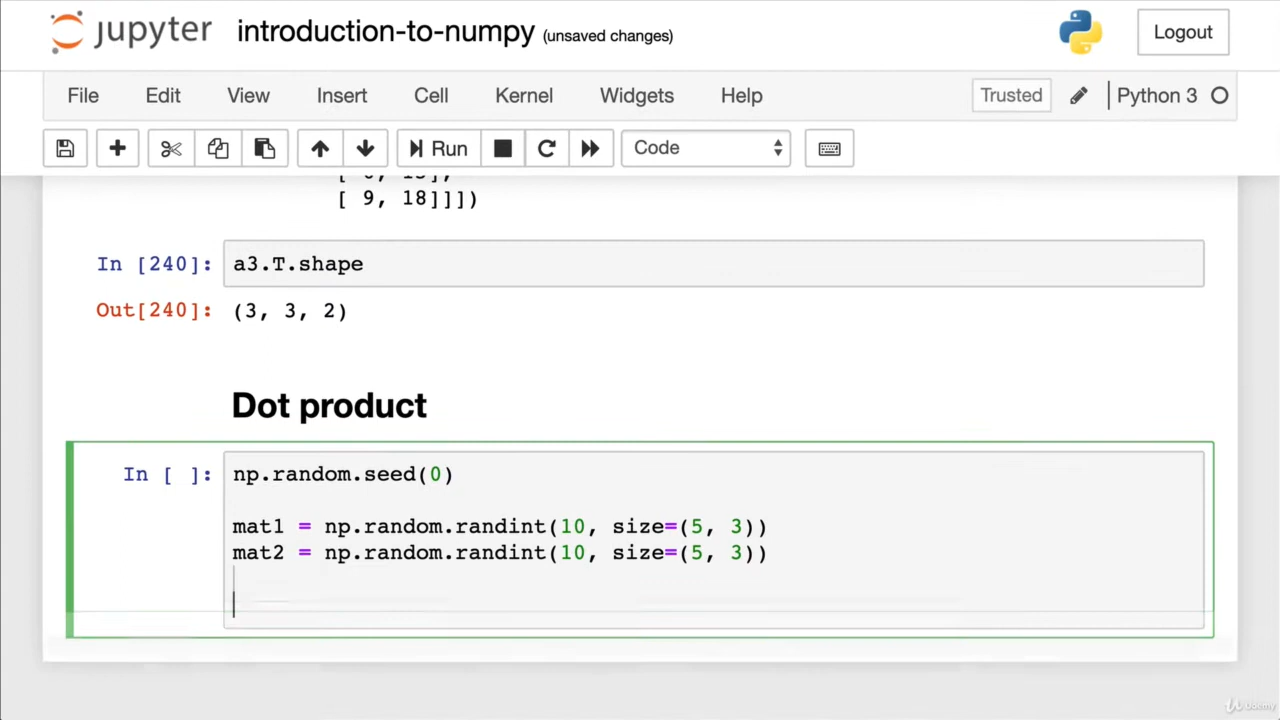 jupyter introduction-to-numpy (unsaved changes) Logout
File Edit View Insert Cell Kernel Widgets Help Trusted Python 3
Run Code
[ 9, 18]]])
In [240]: a3.T.shape
Out[240]: (3, 3, 2)
Dot product
In [ ]: np.random.seed(0)
mat1 = np.random.randint(10, size=(5, 3))
mat2 = np.random.randint(10, size=(5, 3))
Udemy